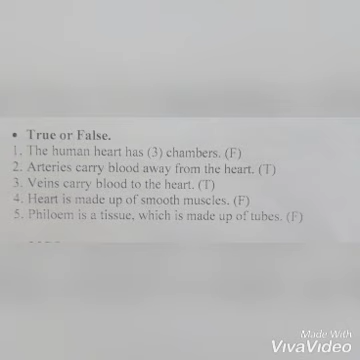 • True or False.
1. The human heart has (3) chambers. (F)
2. Arteries carry blood away from the heart. (T)
3. Veins carry blood to the heart. (T)
4. Heart is made up of smooth muscles. (F)
5. Philoem is a tissue, which is made up of tubes. (F)
Made With
VivaVideo